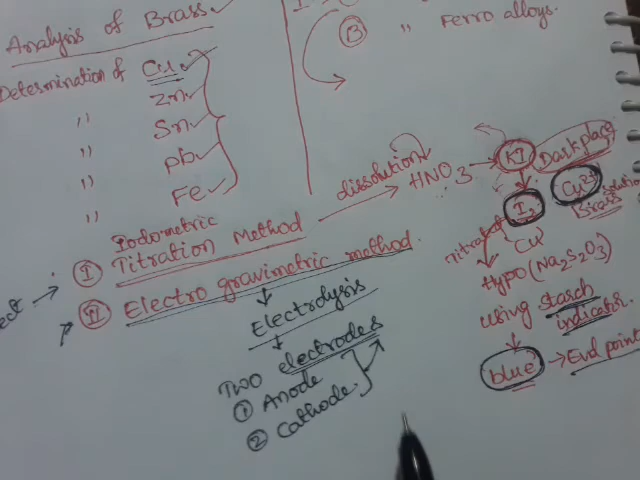 Analysis of Brass.
Determination of Cu
" Zn
" Sn
" Pb
" Fe
B " Ferro alloys.
Iodometric
I Titration Method
dissolution
HNO3
KI
Dark place
I2
Cu2+
Brass
Cu
Hypo (Na2S2O3)
using starch
indicator.
blue → End point
II Electro gravimetric method.
Electrolysis
Two electrodes
1 Anode
2 Cathode.